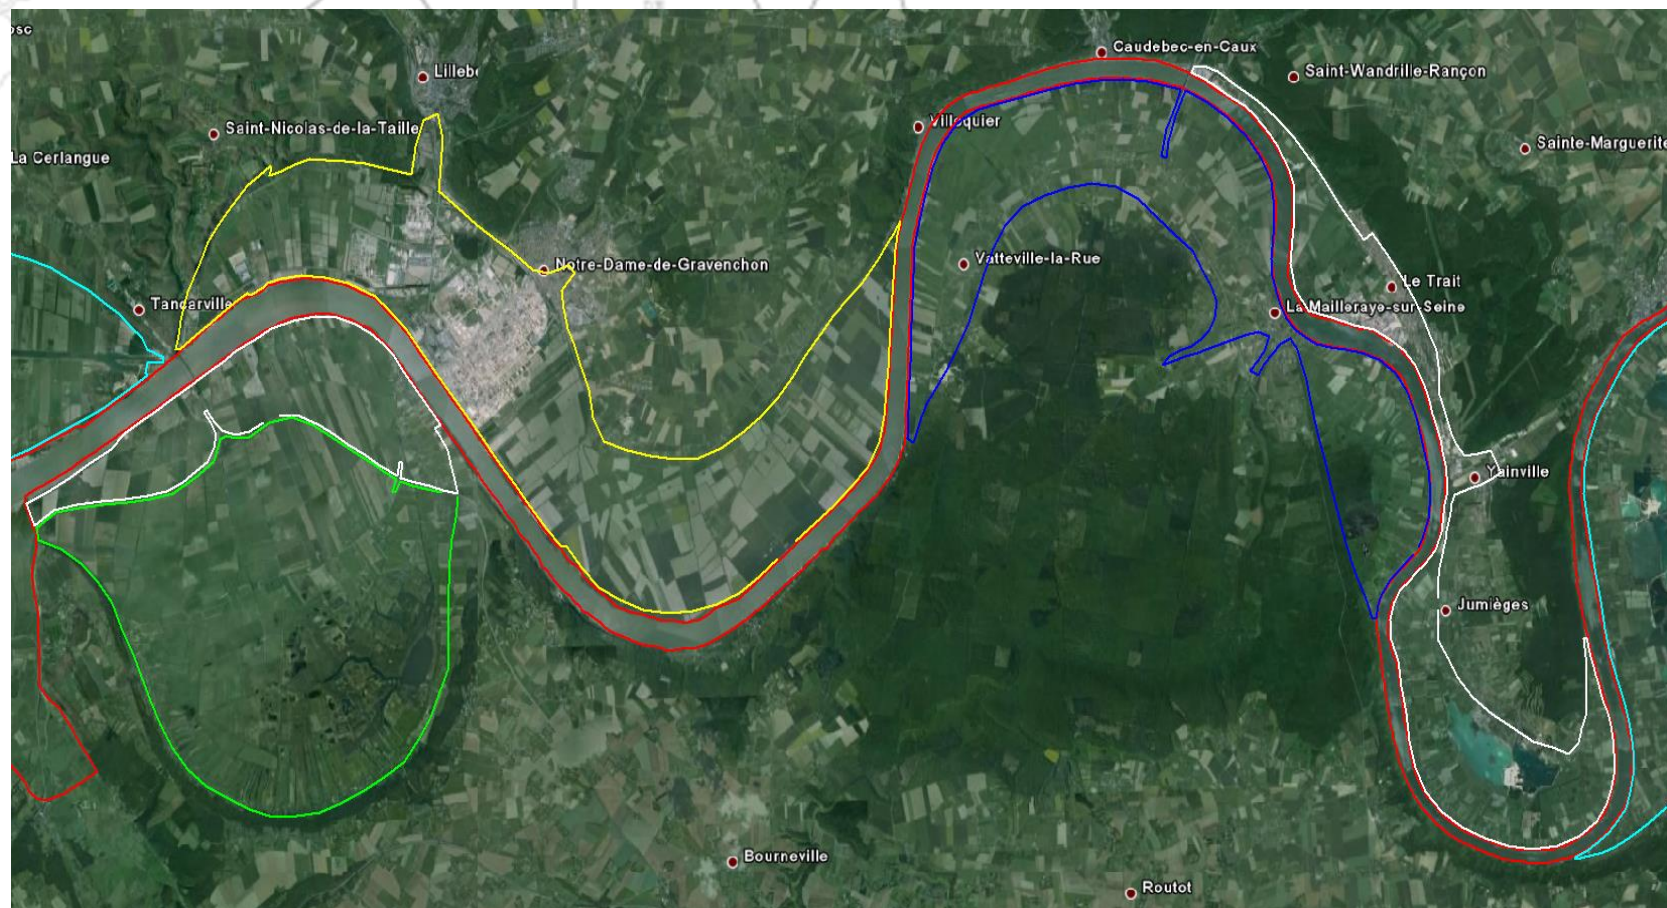 Caudebec-en-Caux
Lillebo
Saint-Wandrille-Rançon
Villequier
Saint-Nicolas-de-la-Taille
Sainte-Marguerite
La Cerlangue
Vatteville-la-Rue
Notre-Dame-de-Gravenchon
Le Trait
Tancarville
La Mailleraye-sur-Seine
Yainville
Jumièges
Bourneville
Routot